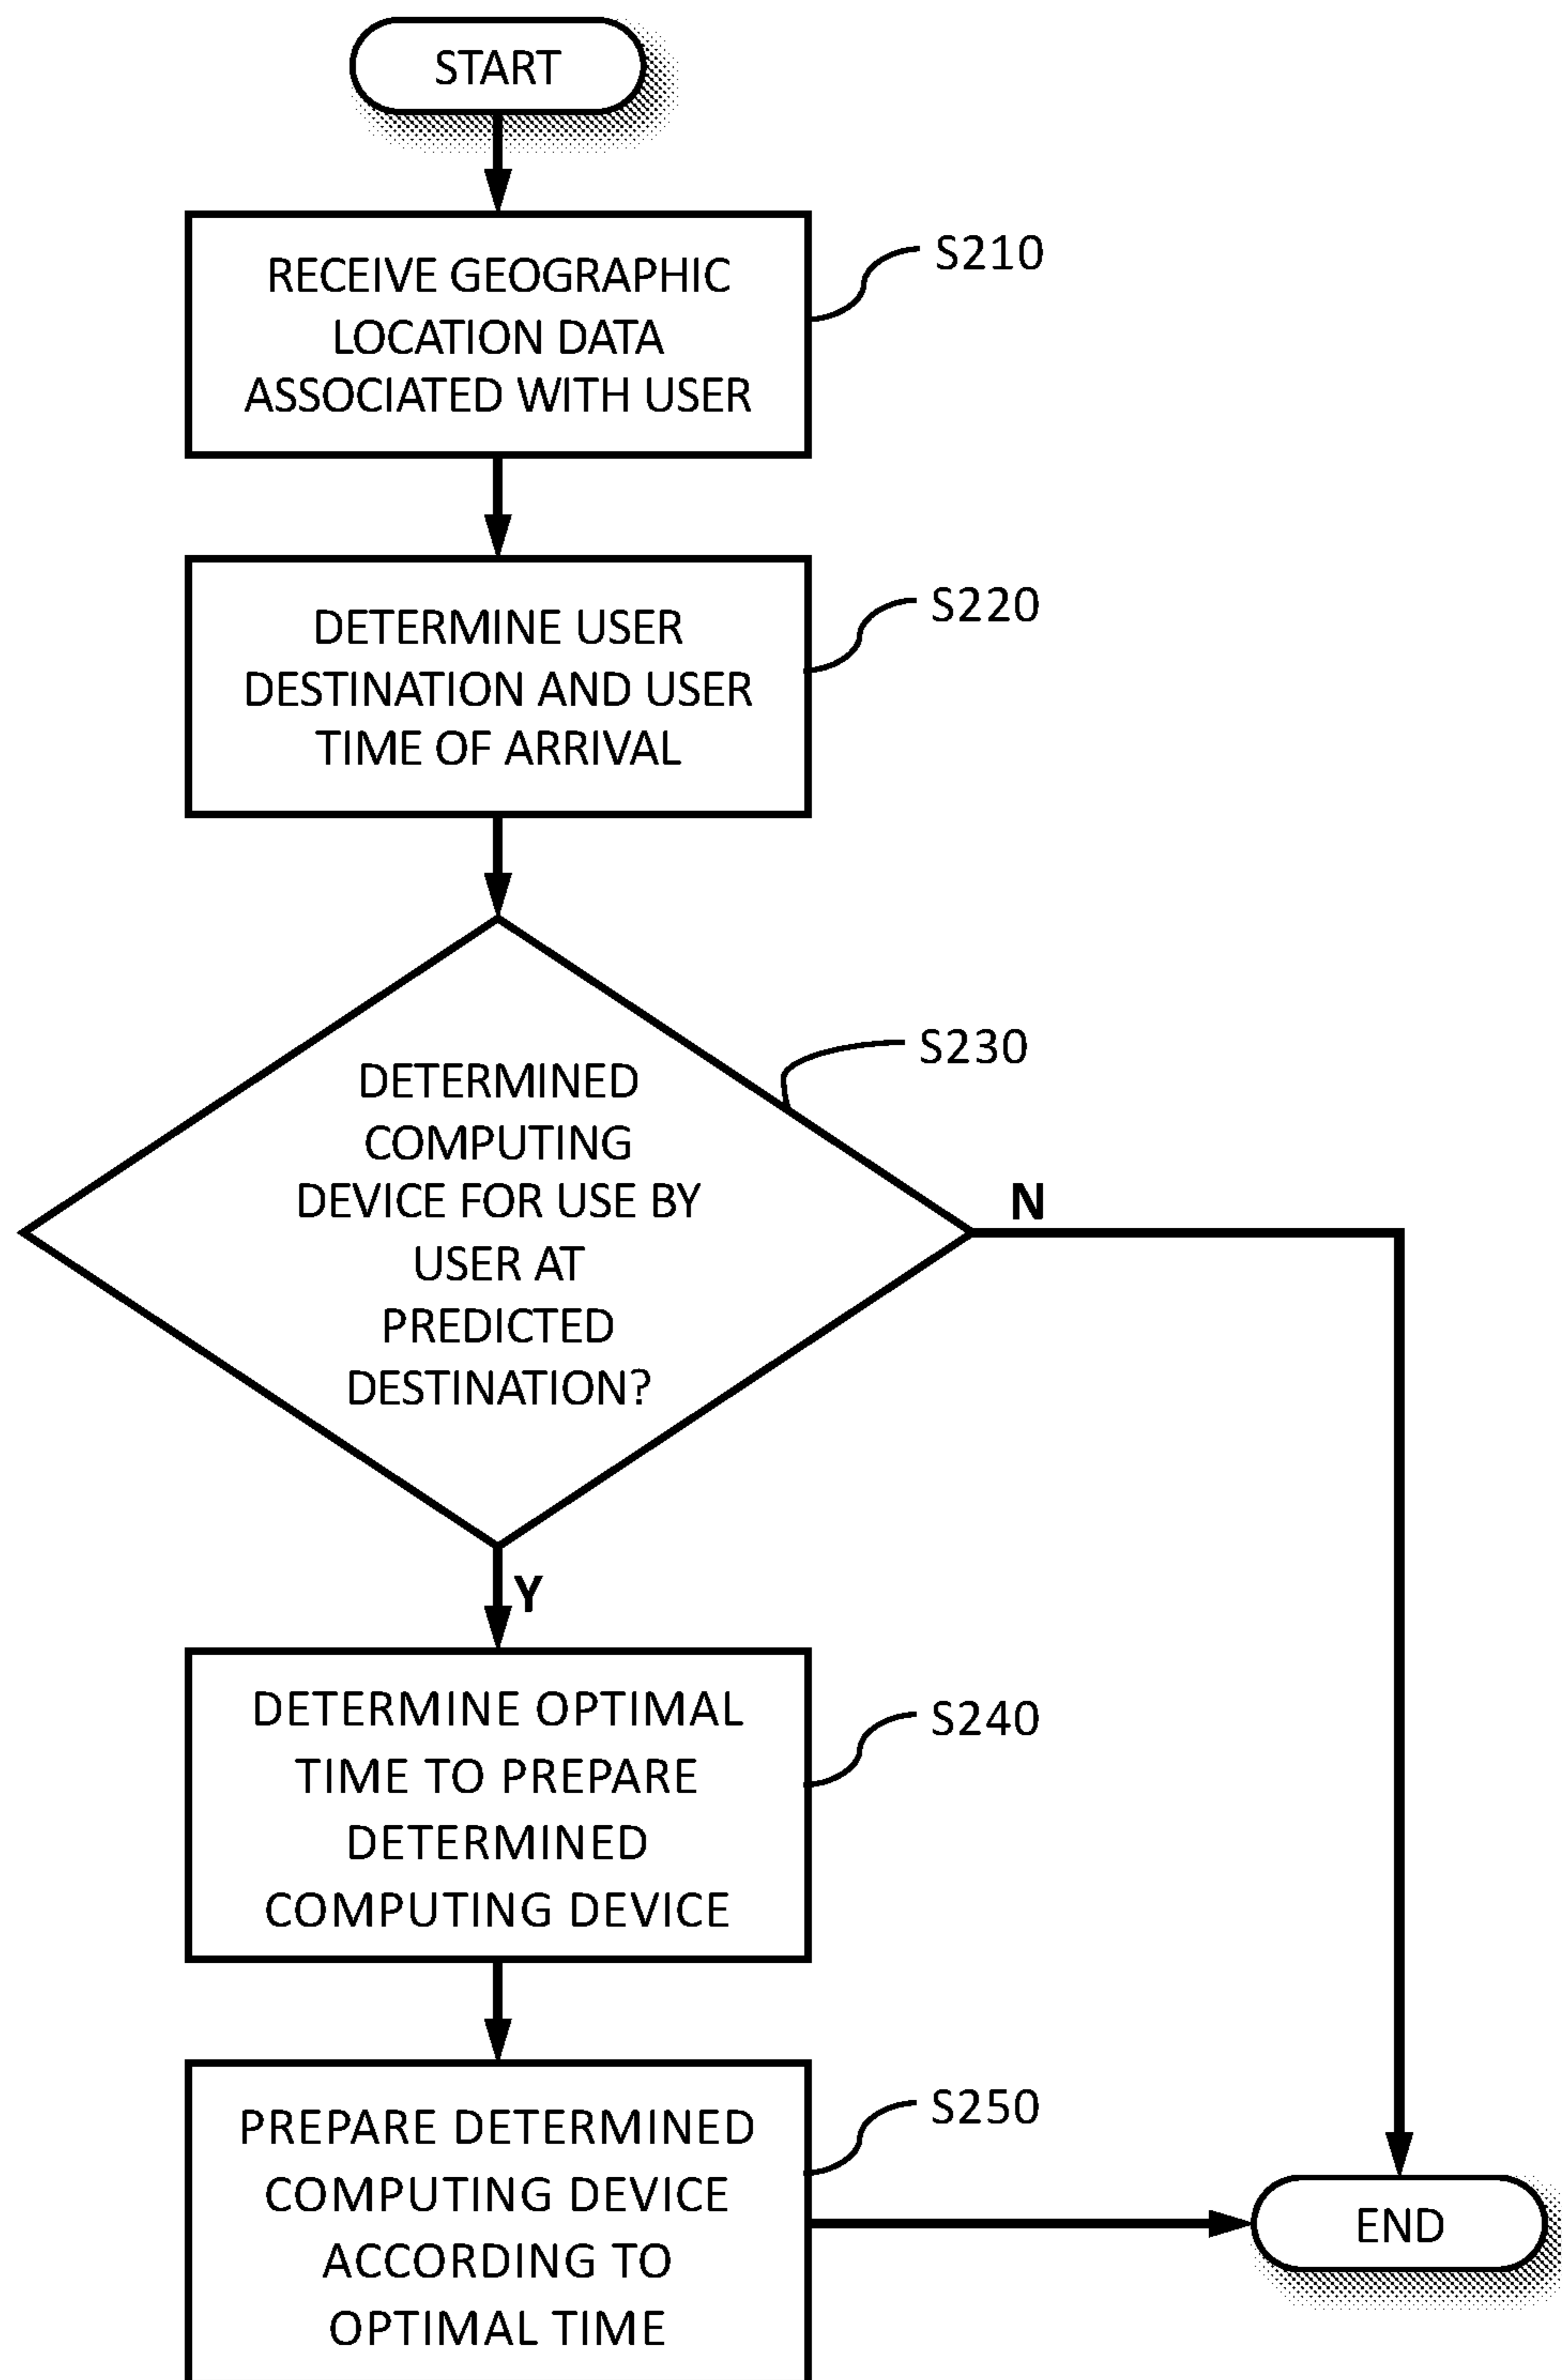 START
RECEIVE GEOGRAPHIC
LOCATION DATA
ASSOCIATED WITH USER
S210
DETERMINE USER
DESTINATION AND USER
TIME OF ARRIVAL
S220
DETERMINED
COMPUTING
DEVICE FOR USE BY
USER AT
PREDICTED
DESTINATION?
S230
N
Y
DETERMINE OPTIMAL
TIME TO PREPARE
DETERMINED
COMPUTING DEVICE
S240
PREPARE DETERMINED
COMPUTING DEVICE
ACCORDING TO
OPTIMAL TIME
S250
END